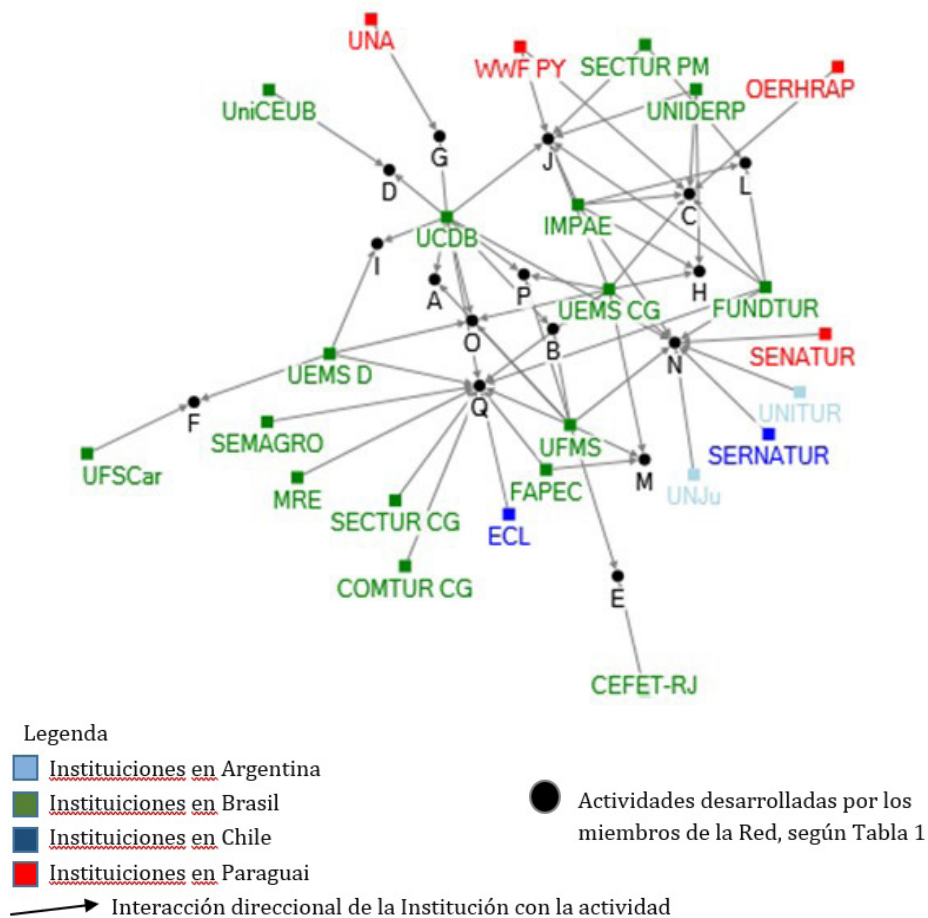 UNA
WWF PY
SECTUR PM
OERHRAP
UniCEUB
UNIDERP
G
J
L
D
C
UCDB
IMPAE
I
A
P
H
UEMS CG
FUNDTUR
O
B
N
SENATUR
UEMS D
Q
UNITUR
F
SEMAGRO
UFMS
SERNATUR
UFSCar
MRE
FAPEC
M
UNJu
SECTUR CG
ECL
COMTUR CG
E
CEFET-RJ
Legenda
Instituiciones en Argentina
Instituiciones en Brasil
Instituiciones en Chile
Instituiciones en Paraguai
Interacción direccional de la Institución con la actividad
Actividades desarrolladas por los
miembros de la Red, según Tabla 1